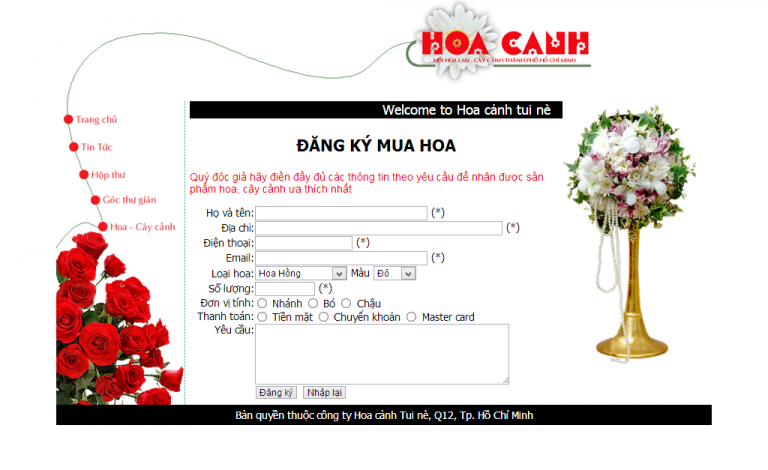 HOA CẢNH
HỘI HOA LAN - CÂY CẢNH THÀNH PHỐ HỒ CHÍ MINH
Welcome to Hoa cảnh tui nè
Trang chủ
Tin Tức
Hộp thư
Góc thư giãn
Hoa - Cây cảnh
ĐĂNG KÝ MUA HOA
Quý độc giả hãy điền đầy đủ các thông tin theo yêu cầu để nhận được sản
phẩm hoa, cây cảnh ưa thích nhất
Họ và tên: (*)
Địa chỉ: (*)
Điện thoại: (*)
Email: (*)
Loại hoa: Hoa Hồng Màu Đỏ
Số lượng: (*)
Đơn vị tính: Nhánh Bó Chậu
Thanh toán: Tiền mặt Chuyển khoản Master card
Yêu cầu:
Đăng ký Nhập lại
Bản quyền thuộc công ty Hoa cảnh Tui nè, Q12, Tp. Hồ Chí Minh